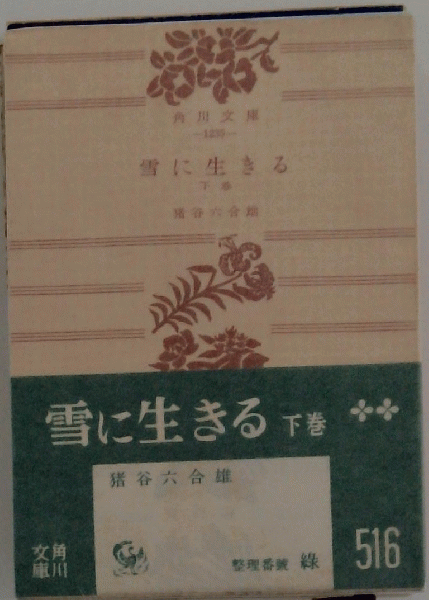 角川文庫
雪に生きる
下巻
猪谷六合雄
雪に生きる 下巻
猪谷六合雄
角川
文庫
整理番號 綠
516